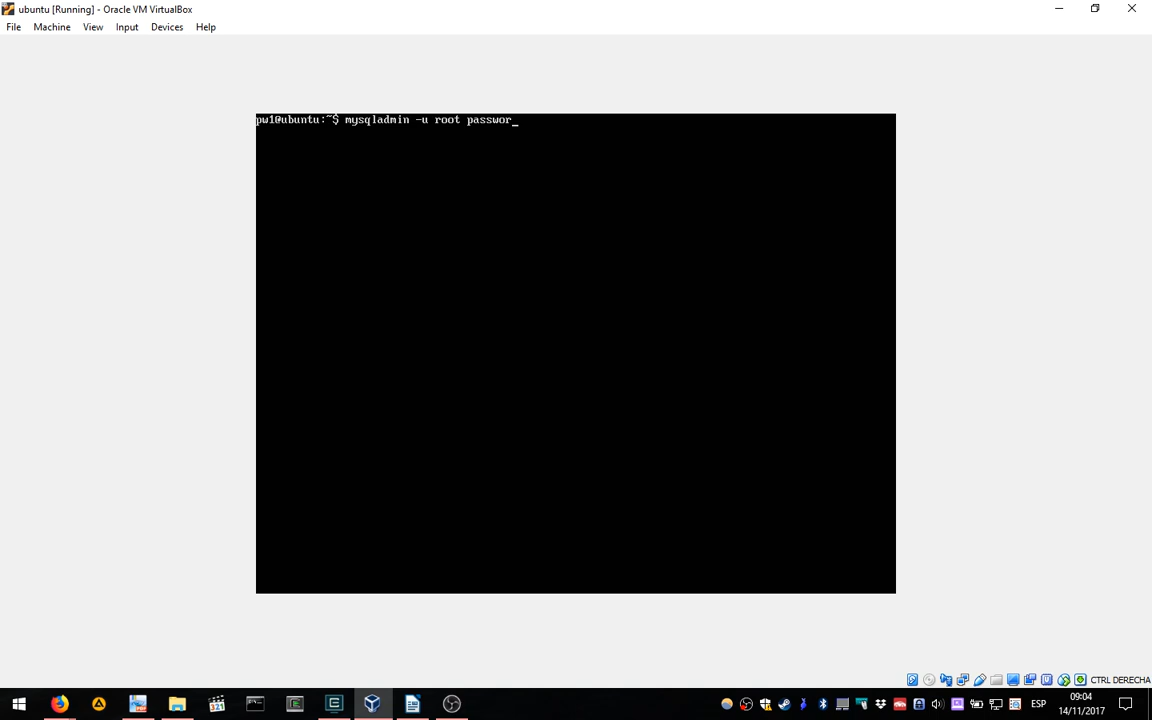 ubuntu [Running] - Oracle VM VirtualBox
File Machine View Input Devices Help
pw1@ubuntu:~$ mysqladmin -u root passwor_
CTRL DERECHA
321
ESP
09:04
14/11/2017